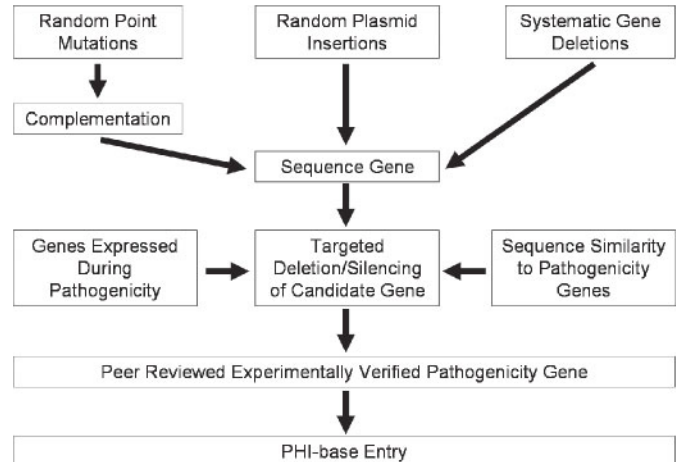 Random Point
Mutations
Random Plasmid
Insertions
Systematic Gene
Deletions
Complementation
Sequence Gene
Genes Expressed
During
Pathogenicity
Targeted
Deletion/Silencing
of Candidate Gene
Sequence Similarity
to Pathogenicity
Genes
Peer Reviewed Experimentally Verified Pathogenicity Gene
PHI-base Entry